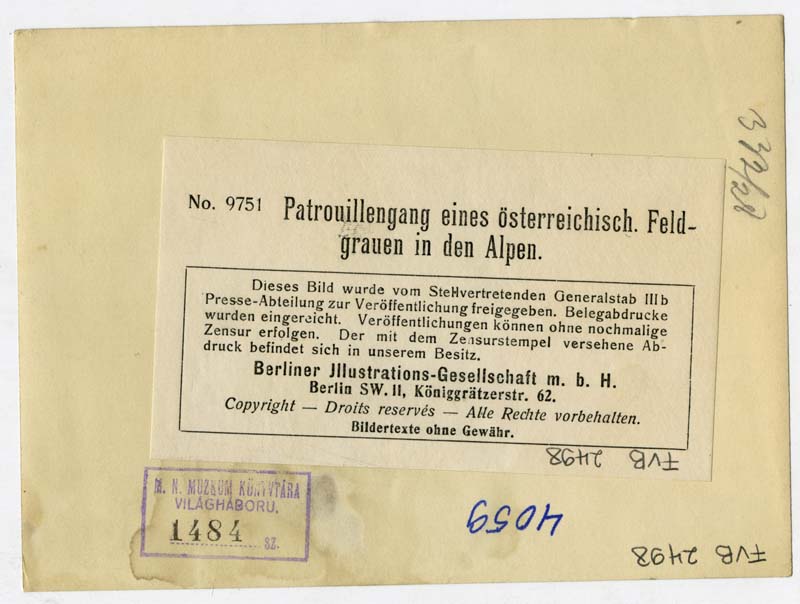 No. 9751 Patrouillengang eines österreichisch. Feld-
grauen in den Alpen.
Dieses Bild wurde vom Stellvertretenden Generalstab IIIb
Presse-Abteilung zur Veröffentlichung freigegeben. Belegabdrucke
wurden eingereicht. Veröffentlichungen können ohne nochmalige
Zensur erfolgen. Der mit dem Zensurstempel versehene Ab-
druck befindet sich in unserem Besitz.
Berliner Jllustrations-Gesellschaft m. b. H.
Berlin SW. 11, Königgrätzerstr. 62.
Copyright — Droits reservés — Alle Rechte vorbehalten.
Bildertexte ohne Gewähr.
FVB 2498
M. N. MUZEUM KÖNYVTÁRA
VILÁGHÁBORU.
1484 SZ.
4059
FVB 2498